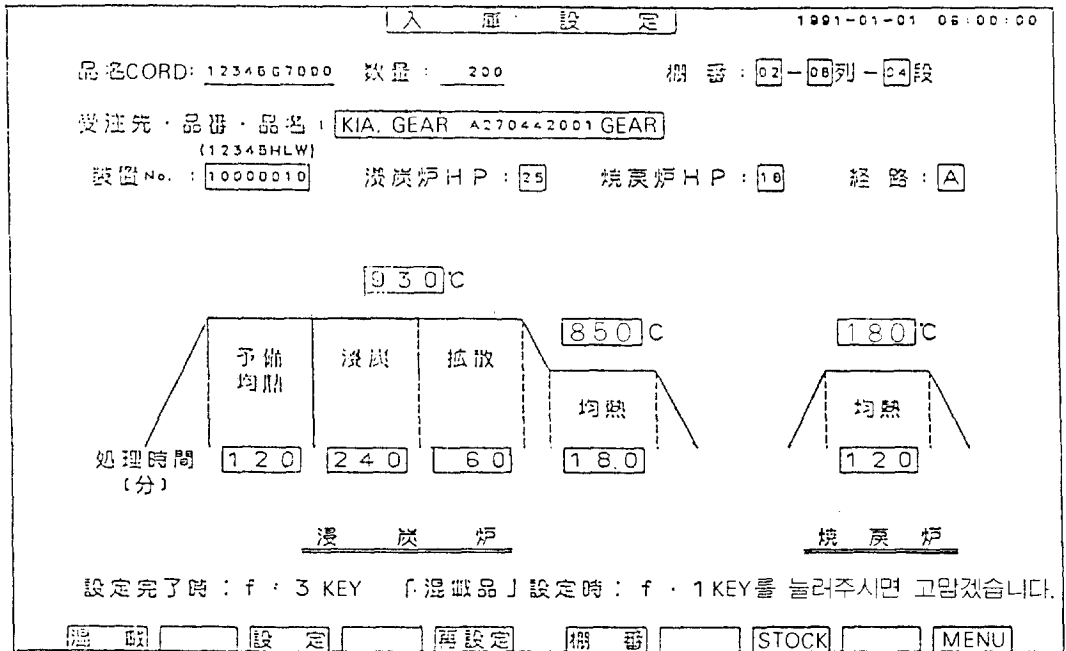 入庫設定 1991-01-01 06:00:00
品名CORD: 1234567000 数量: 200 棚番: 02-08列-04段
受注先・品番・品名: KIA. GEAR A270442001 GEAR
(12345HLW)
装置No. : 10000010 浸炭炉HP: 25 焼戻炉HP: 18 経路: A
930℃
850C 180℃
予備 浸炭 拡散
均熱
均熱 均熱
処理時間 120 240 60 18.0 120
(分)
浸炭炉 焼戻炉
設定完了時: f・3 KEY 「混載品」設定時: f・1KEY를 눌러주시면 고맙겠습니다.
混載 設定 再設定 棚番 STOCK MENU